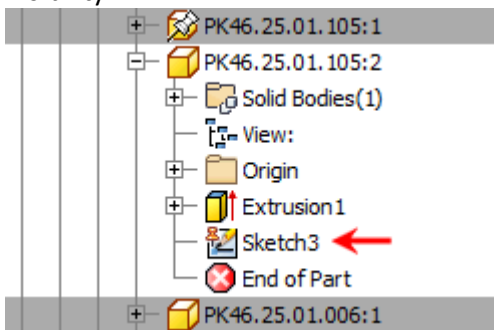 PK46.25.01.105:1
PK46.25.01.105:2
Solid Bodies(1)
View:
Origin
Extrusion1
Sketch3
End of Part
PK46.25.01.006:1